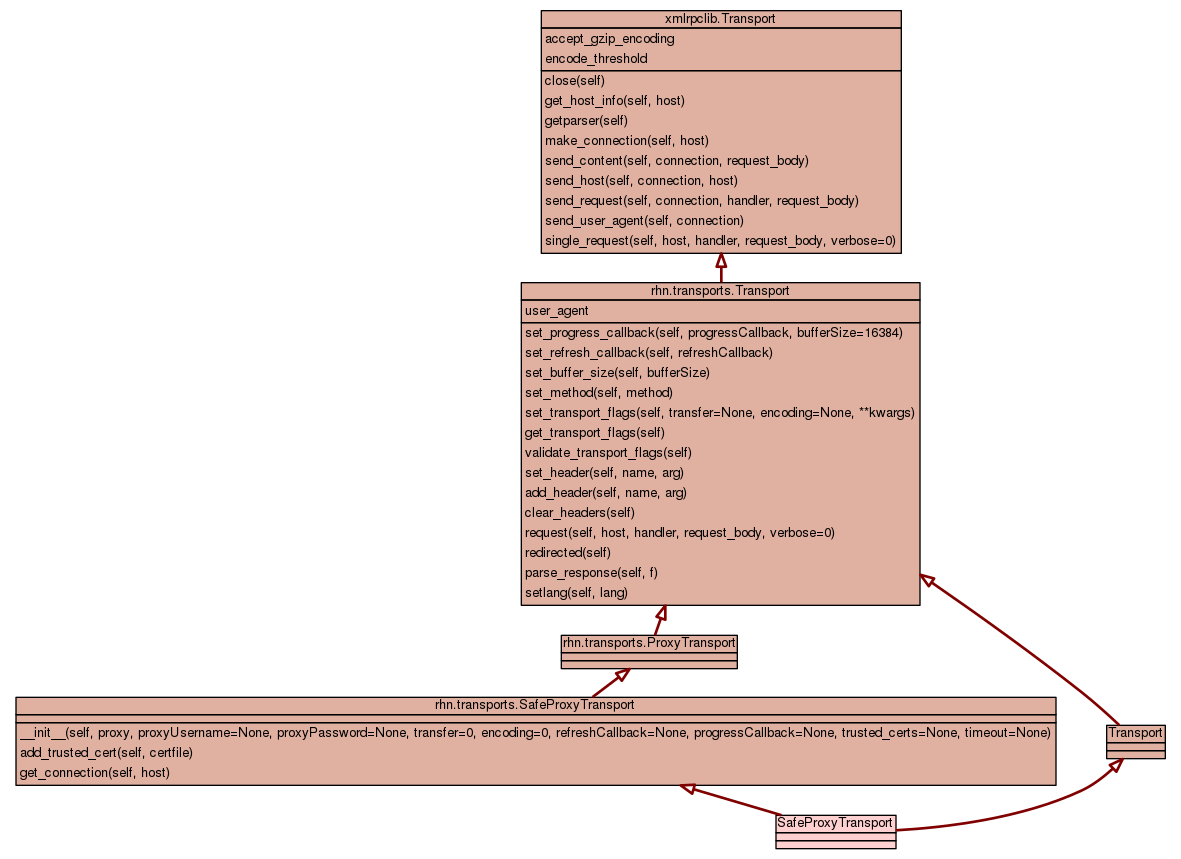 xmlrpclib.Transport
accept_gzip_encoding
encode_threshold
close(self)
get_host_info(self, host)
getparser(self)
make_connection(self, host)
send_content(self, connection, request_body)
send_host(self, connection, host)
send_request(self, connection, handler, request_body)
send_user_agent(self, connection)
single_request(self, host, handler, request_body, verbose=0)
rhn.transports.Transport
user_agent
set_progress_callback(self, progressCallback, bufferSize=16384)
set_refresh_callback(self, refreshCallback)
set_buffer_size(self, bufferSize)
set_method(self, method)
set_transport_flags(self, transfer=None, encoding=None, **kwargs)
get_transport_flags(self)
validate_transport_flags(self)
set_header(self, name, arg)
add_header(self, name, arg)
clear_headers(self)
request(self, host, handler, request_body, verbose=0)
redirected(self)
parse_response(self, f)
setlang(self, lang)
rhn.transports.ProxyTransport
rhn.transports.SafeProxyTransport
__init__(self, proxy, proxyUsername=None, proxyPassword=None, transfer=0, encoding=0, refreshCallback=None, progressCallback=None, trusted_certs=None, timeout=None)
add_trusted_cert(self, certfile)
get_connection(self, host)
Transport
SafeProxyTransport